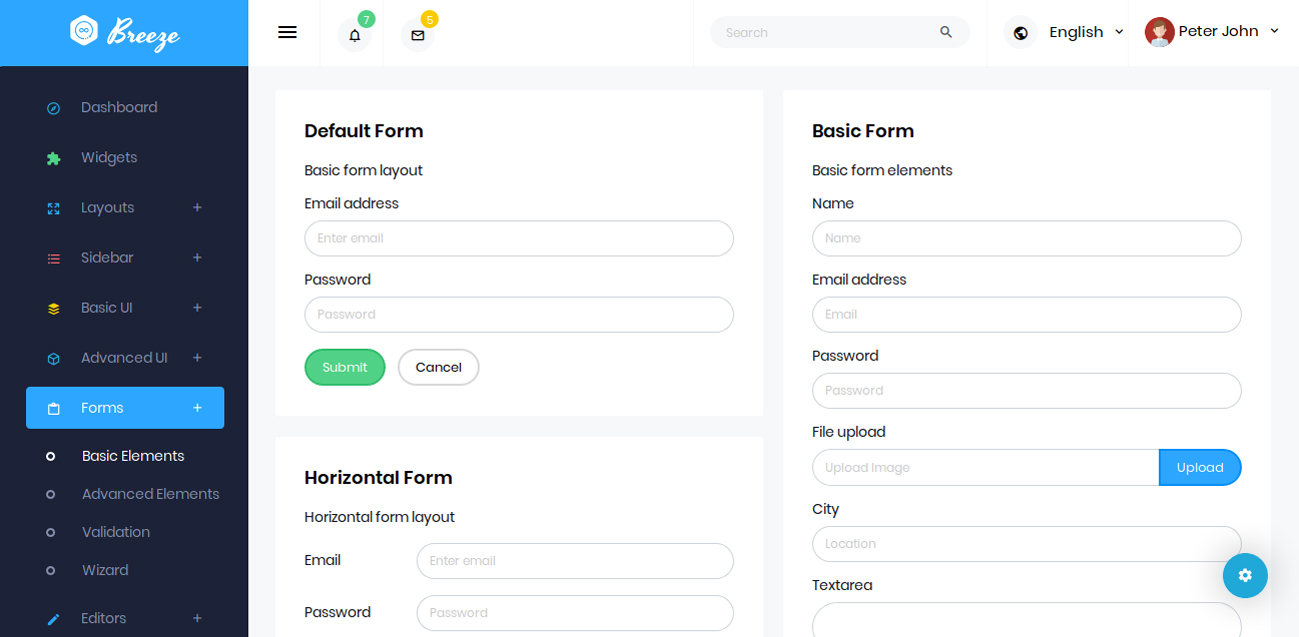 Breeze
7
5
Search
English
Peter John
Dashboard
Widgets
Layouts
Sidebar
Basic UI
Advanced UI
Forms
Basic Elements
Advanced Elements
Validation
Wizard
Editors
Default Form
Basic form layout
Email address
Enter email
Password
Password
Submit
Cancel
Horizontal Form
Horizontal form layout
Email
Enter email
Password
Password
Basic Form
Basic form elements
Name
Name
Email address
Email
Password
Password
File upload
Upload Image
Upload
City
Location
Textarea